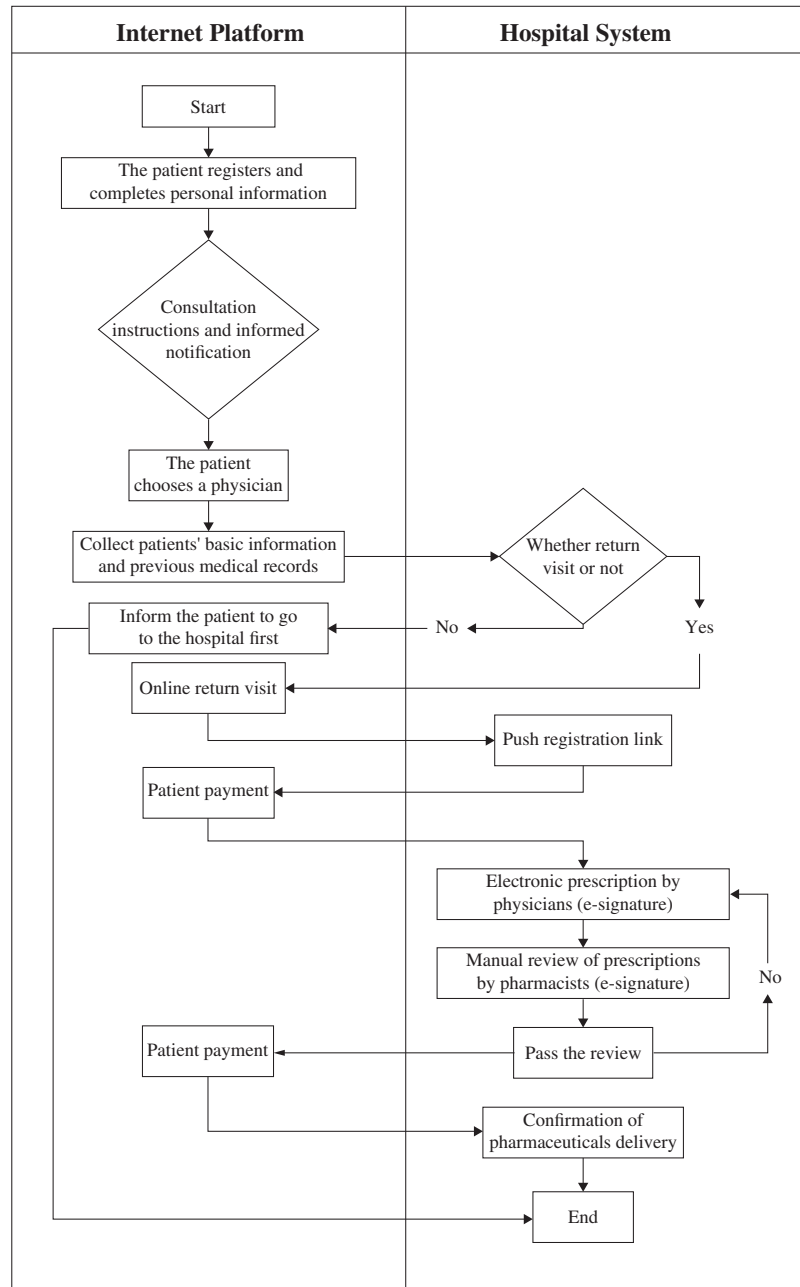 Internet Platform
Hospital System
Start
The patient registers and
completes personal information
Consultation
instructions and informed
notification
The patient
chooses a physician
Collect patients' basic information
and previous medical records
Whether return
visit or not
Inform the patient to go
to the hospital first
No
Yes
Online return visit
Push registration link
Patient payment
Electronic prescription by
physicians (e-signature)
Manual review of prescriptions
by pharmacists (e-signature)
No
Patient payment
Pass the review
Confirmation of
pharmaceuticals delivery
End